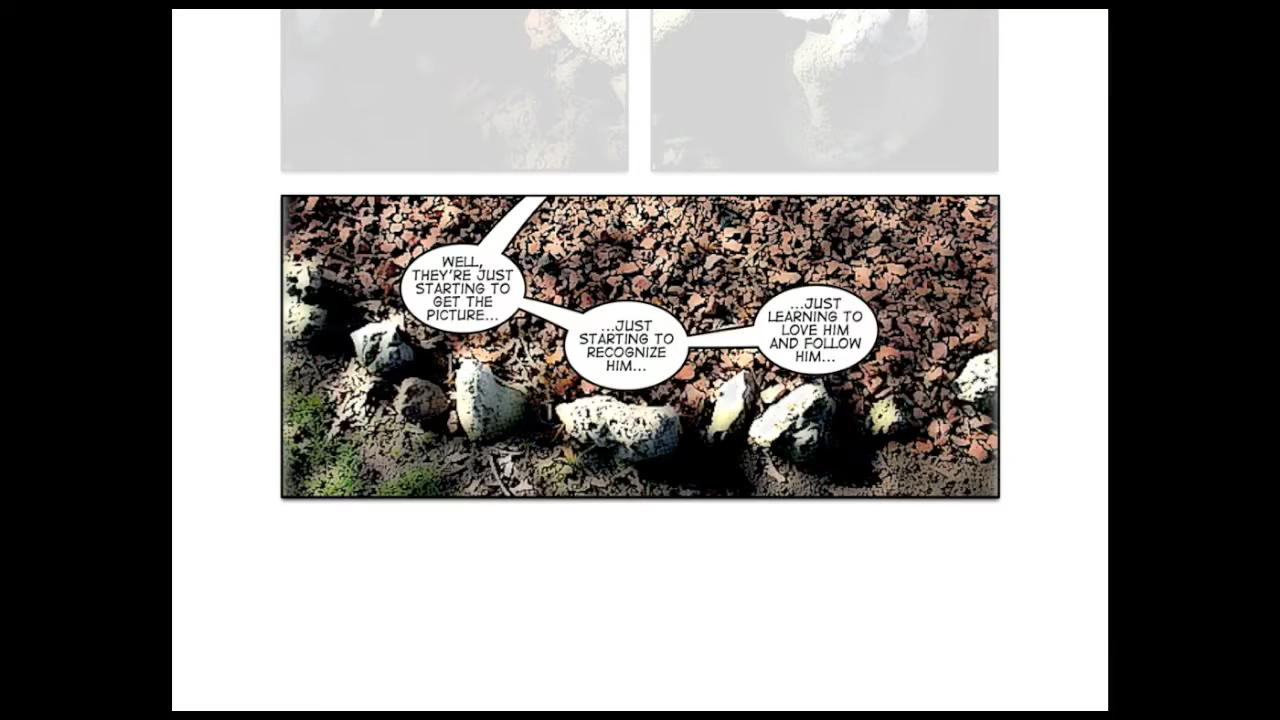 WELL,
THEY'RE JUST
STARTING TO
GET THE
PICTURE...
...JUST
STARTING TO
RECOGNIZE
HIM...
...JUST
LEARNING TO
LOVE HIM
AND FOLLOW
HIM...